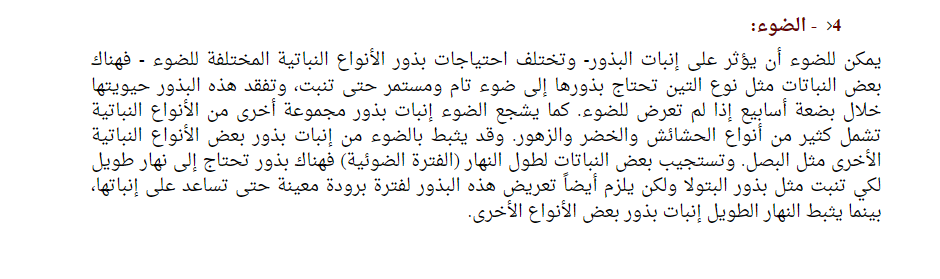 4- > - الضوء:
يمكن للضوء أن يؤثر على إنبات البذور- وتختلف احتياجات بذور الأنواع النباتية المختلفة للضوء - فهناك
بعض النباتات مثل نوع التين تحتاج بذورها إلى ضوء تام ومستمر حتى تنبت، وتفقد هذه البذور حيويتها
خلال بضعة أسابيع إذا لم تعرض للضوء. كما يشجع الضوء إنبات بذور مجموعة أخرى من الأنواع النباتية
تشمل كثير من أنواع الحشائش والخضر والزهور. وقد يثبط بالضوء من إنبات بذور بعض الأنواع النباتية
الأخرى مثل البصل. وتستجيب بعض النباتات لطول النهار (الفترة الضوئية) فهناك بذور تحتاج إلى نهار طويل
لكي تنبت مثل بذور البتولا ولكن يلزم أيضاً تعريض هذه البذور لفترة برودة معينة حتى تساعد على إنباتها،
بينما يثبط النهار الطويل إنبات بذور بعض الأنواع الأخرى.